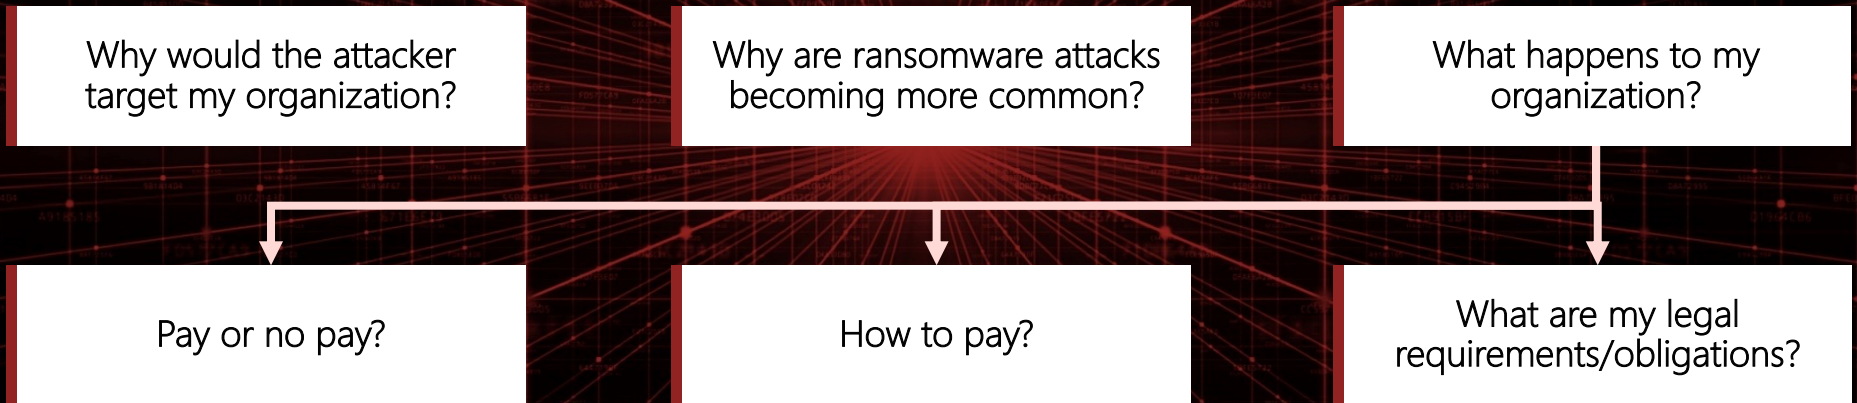 Why would the attacker
target my organization?
Why are ransomware attacks
becoming more common?
What happens to my
organization?
Pay or no pay?
How to pay?
What are my legal
requirements/obligations?